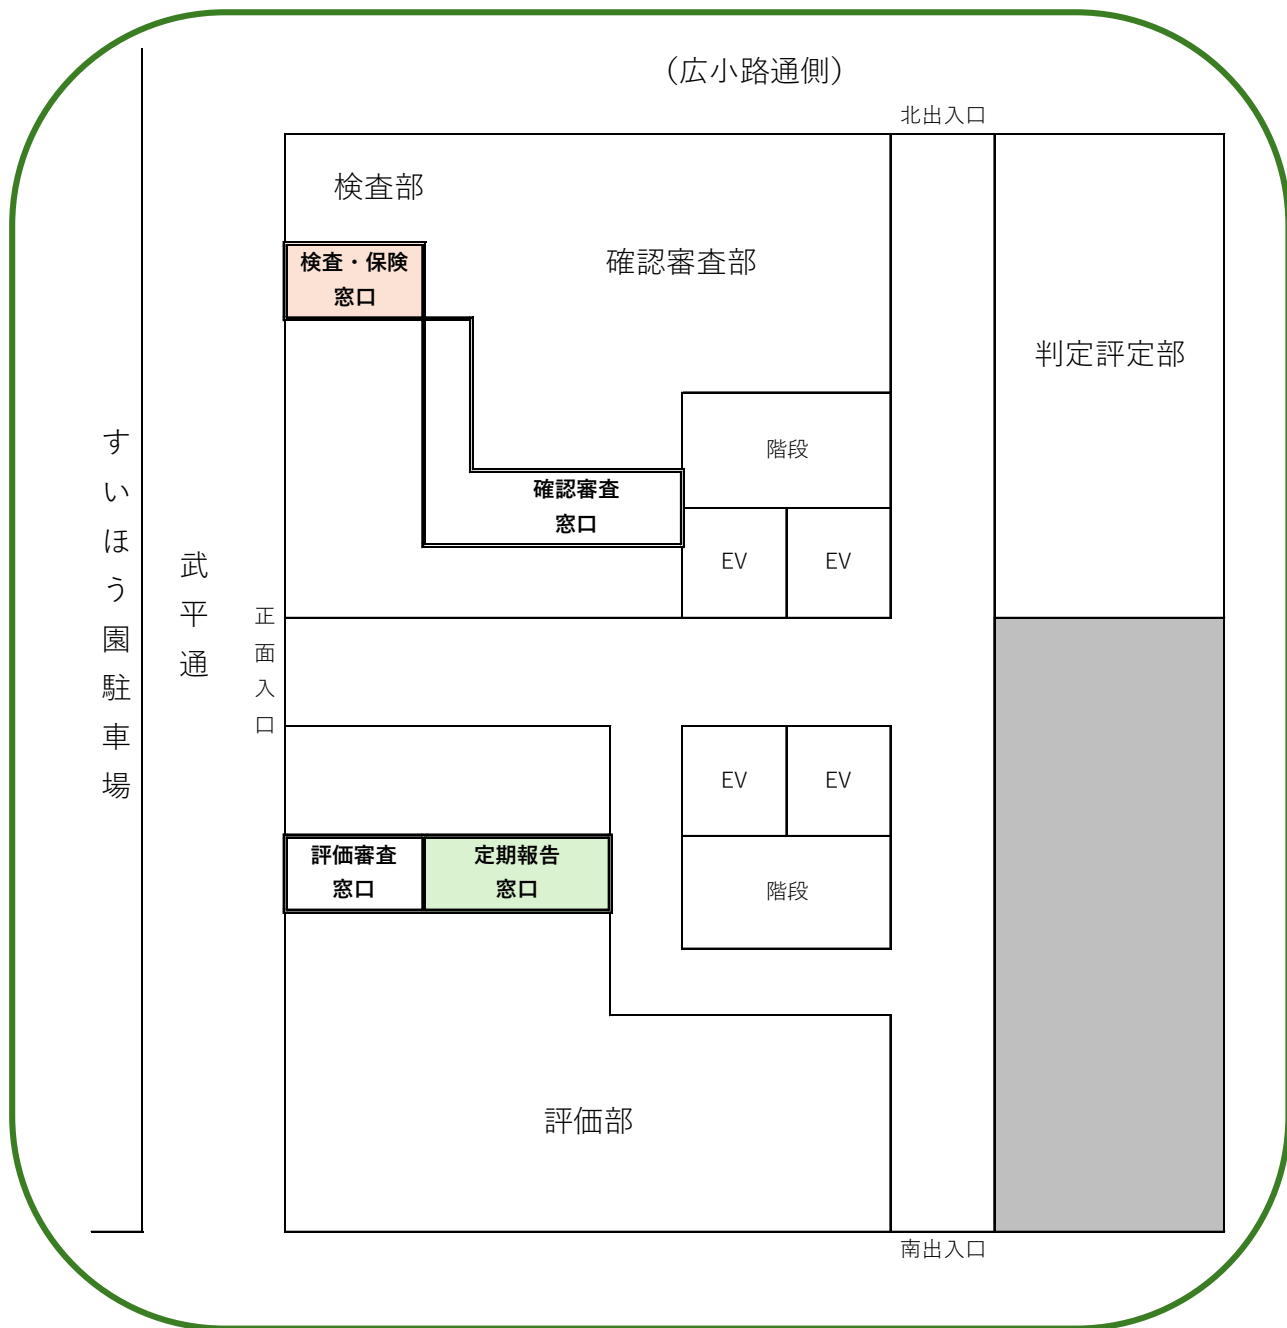 （広小路通側）
北出入口
検査部
検査・保険
窓口
確認審査部
判定評定部
階段
確認審査
窓口
EV
EV
すいほう園駐車場
武平通
正面入口
EV
EV
評価審査
窓口
定期報告
窓口
階段
評価部
南出入口